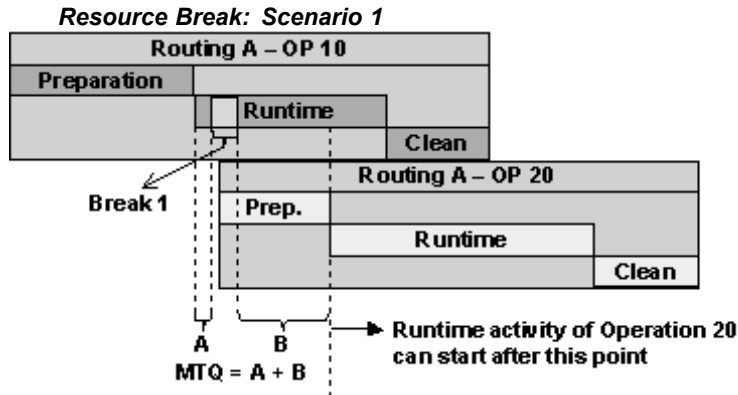 Resource Break: Scenario 1
Routing A – OP 10
Preparation
Runtime
Clean
Routing A – OP 20
Break 1
Prep.
Runtime
Clean
A
B
MTQ = A + B
Runtime activity of Operation 20
can start after this point